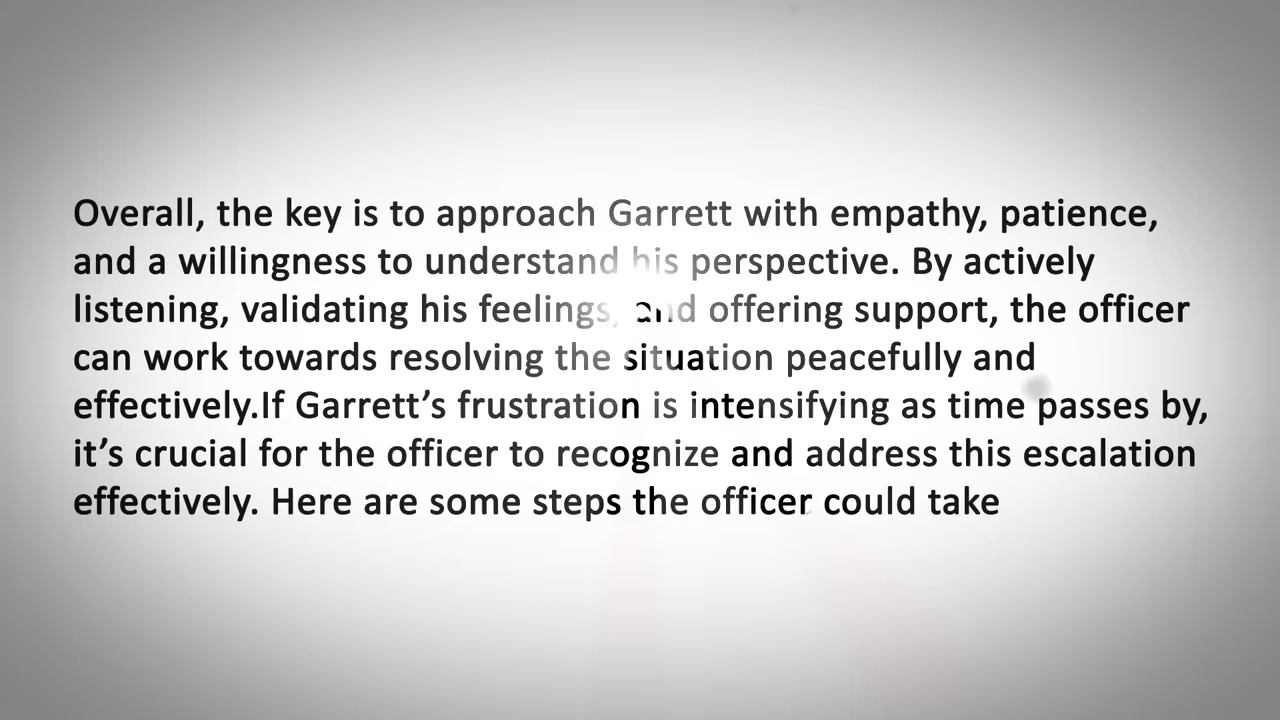 Overall, the key is to approach Garrett with empathy, patience,
and a willingness to understand his perspective. By actively
listening, validating his feelings, and offering support, the officer
can work towards resolving the situation peacefully and
effectively.If Garrett’s frustration is intensifying as time passes by,
it’s crucial for the officer to recognize and address this escalation
effectively. Here are some steps the officer could take